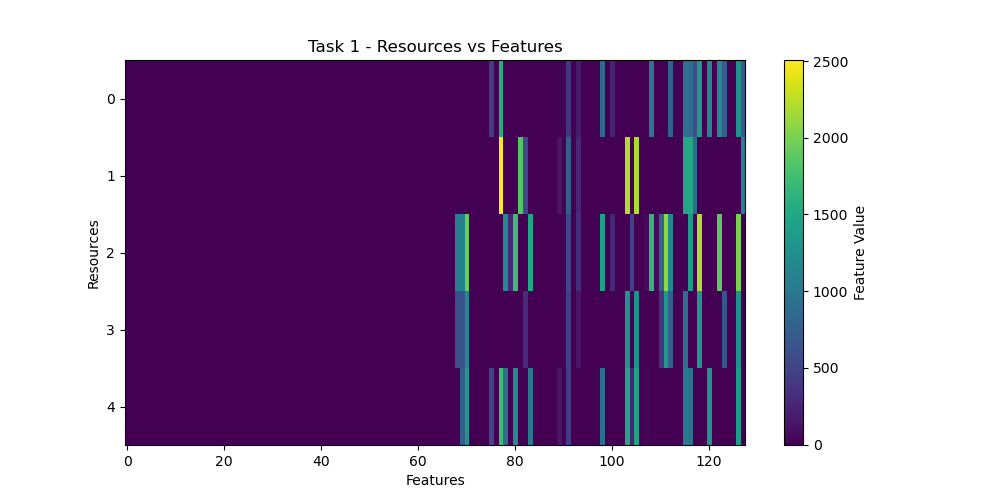 Task 1 - Resources vs Features
Resources
0
1
2
3
4
0 20 40 60 80 100 120
Features
2500
2000
1500
1000
500
0
Feature Value